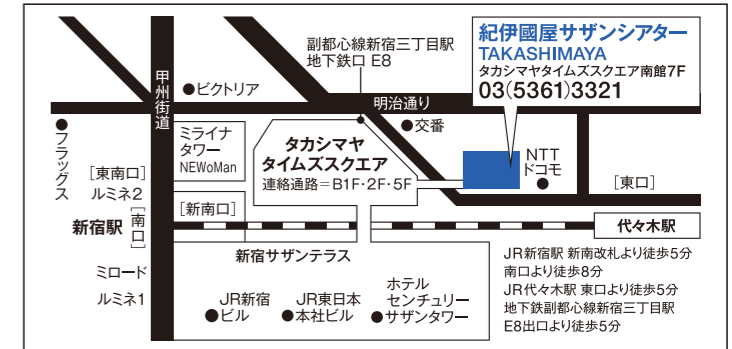 紀伊國屋サザンシアター
TAKASHIMAYA
タカシマヤタイムズスクエア南館7F
03(5361)3321
副都心線新宿三丁目駅
地下鉄口 E8
甲州街道
●ビクトリア
明治通り
●フラッグス
ミライナ
タワー
NEWoMan
タカシマヤ
タイムズスクエア
連絡通路=B1F・2F・5F
●交番
NTT
ドコモ
●
[東口]
[東南口]
ルミネ2
[新南口]
新宿駅
[南口]
代々木駅
新宿サザンテラス
ミロード
ルミネ1
JR新宿
●ビル
JR東日本
●本社ビル
ホテル
センチュリー
●サザンタワー
JR新宿駅 新南改札より徒歩5分
南口より徒歩8分
JR代々木駅 東口より徒歩5分
地下鉄副都心線新宿三丁目駅
E8出口より徒歩5分